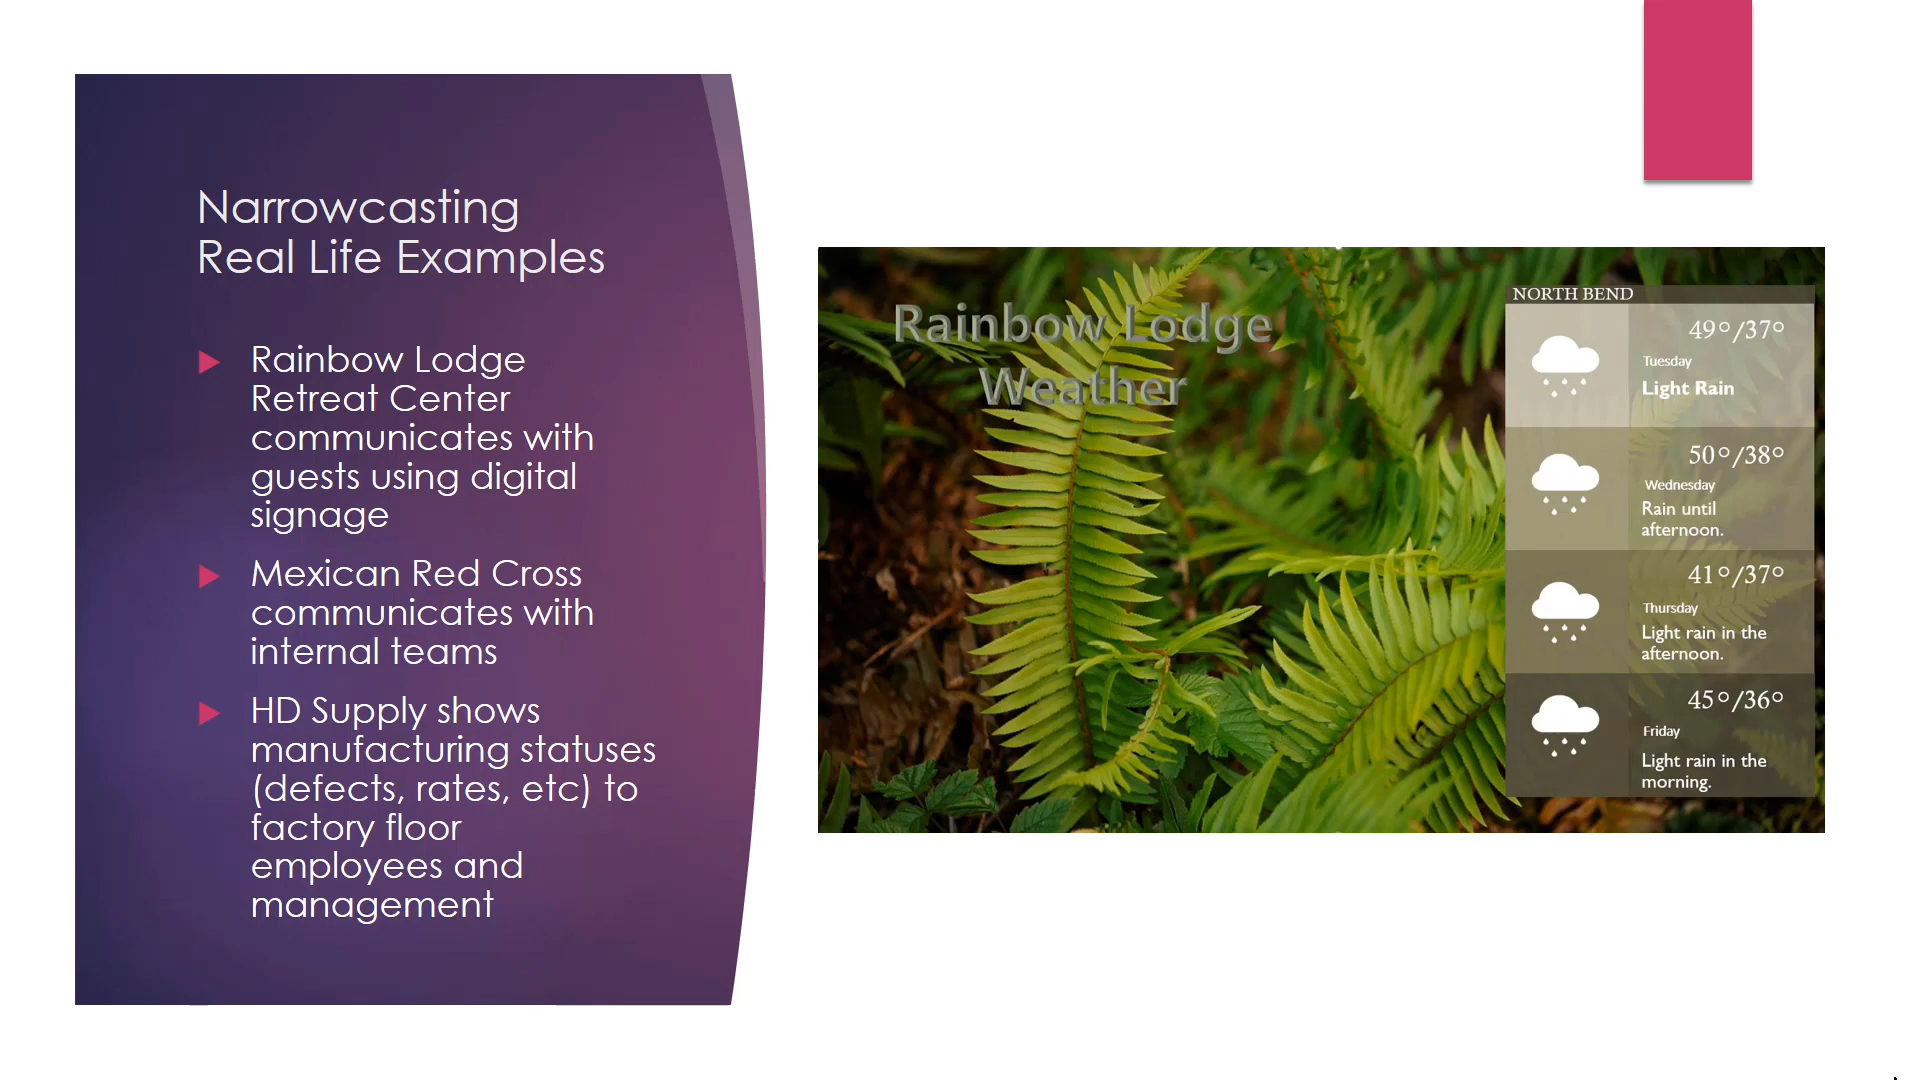 Narrowcasting
Real Life Examples
Rainbow Lodge
Retreat Center
communicates with
guests using digital
signage
Mexican Red Cross
communicates with
internal teams
HD Supply shows
manufacturing statuses
(defects, rates, etc) to
factory floor
employees and
management
Rainbow Lodge
Weather
NORTH BEND
49°/37°
Tuesday
Light Rain
50°/38°
Wednesday
Rain until
afternoon.
41°/37°
Thursday
Light rain in the
afternoon.
45°/36°
Friday
Light rain in the
morning.